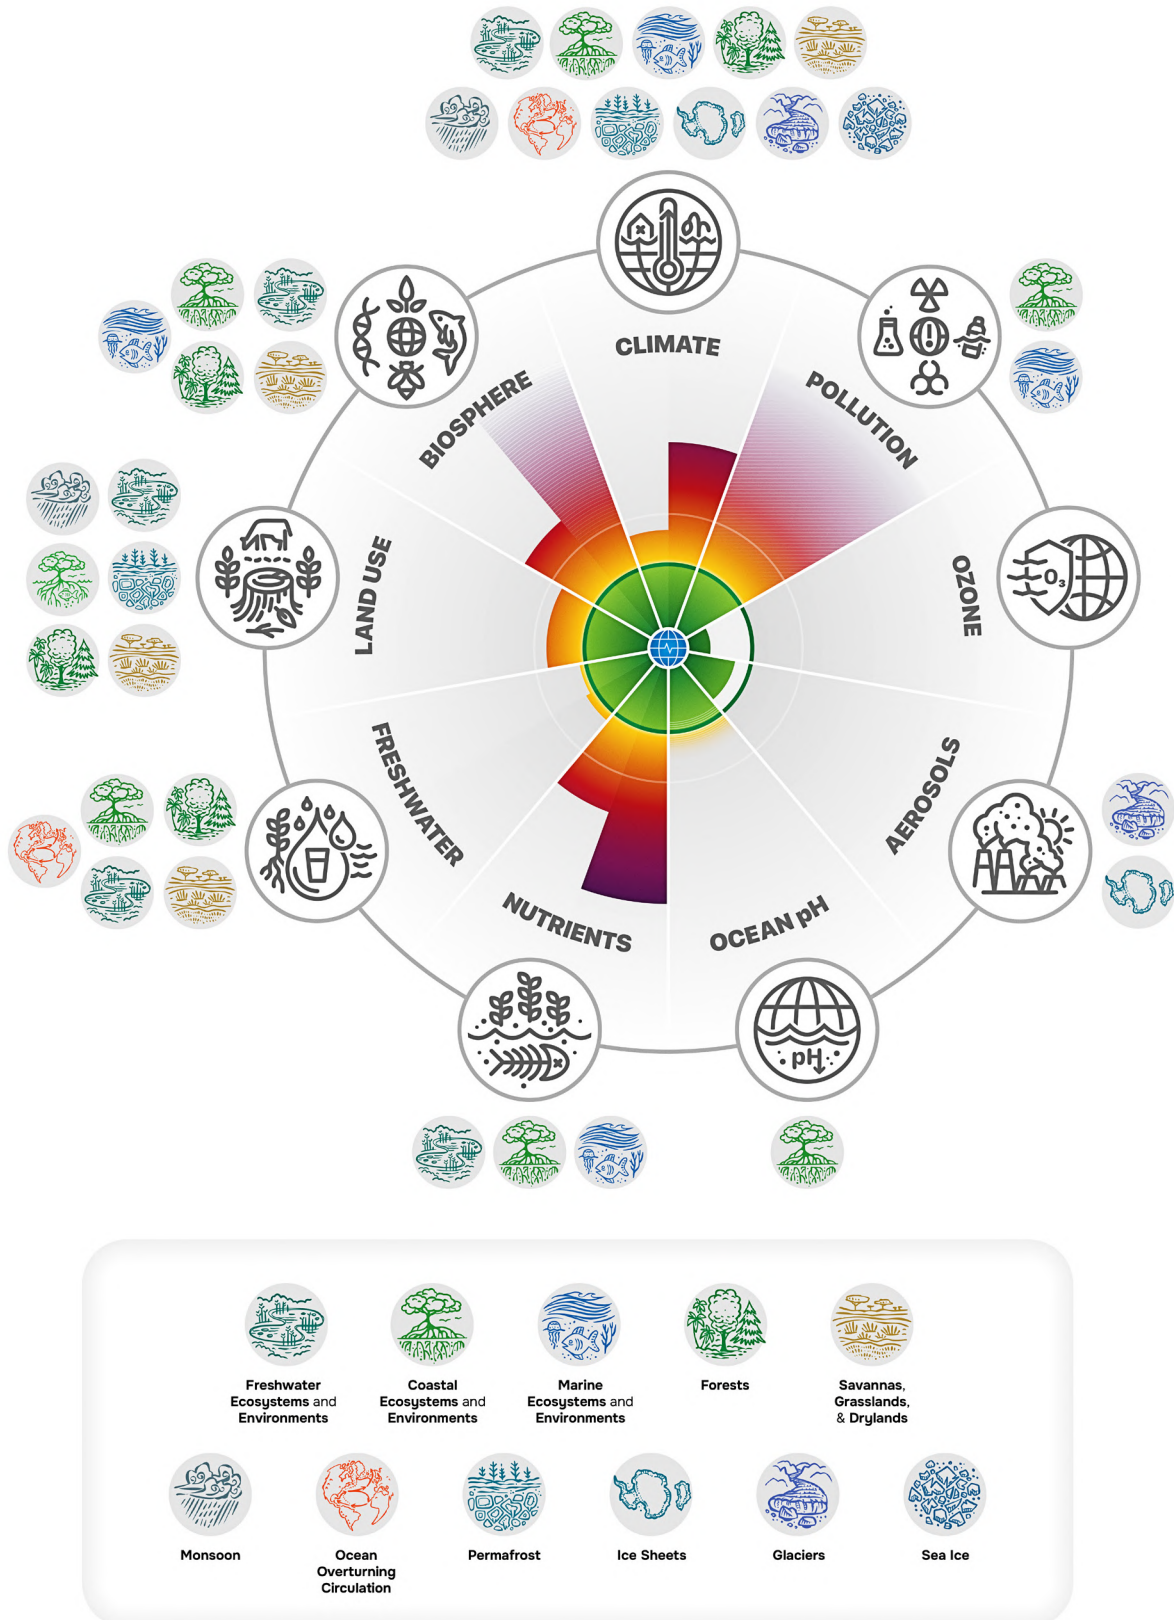 CLIMATE
BIOSPHERE
POLLUTION
LAND USE
OZONE
O₃
FRESHWATER
AEROSOLS
NUTRIENTS
OCEAN pH
pH
Freshwater
Ecosystems and
Environments
Coastal
Ecosystems and
Environments
Marine
Ecosystems and
Environments
Forests
Savannas,
Grasslands,
& Drylands
Monsoon
Ocean
Overturning
Circulation
Permafrost
Ice Sheets
Glaciers
Sea Ice